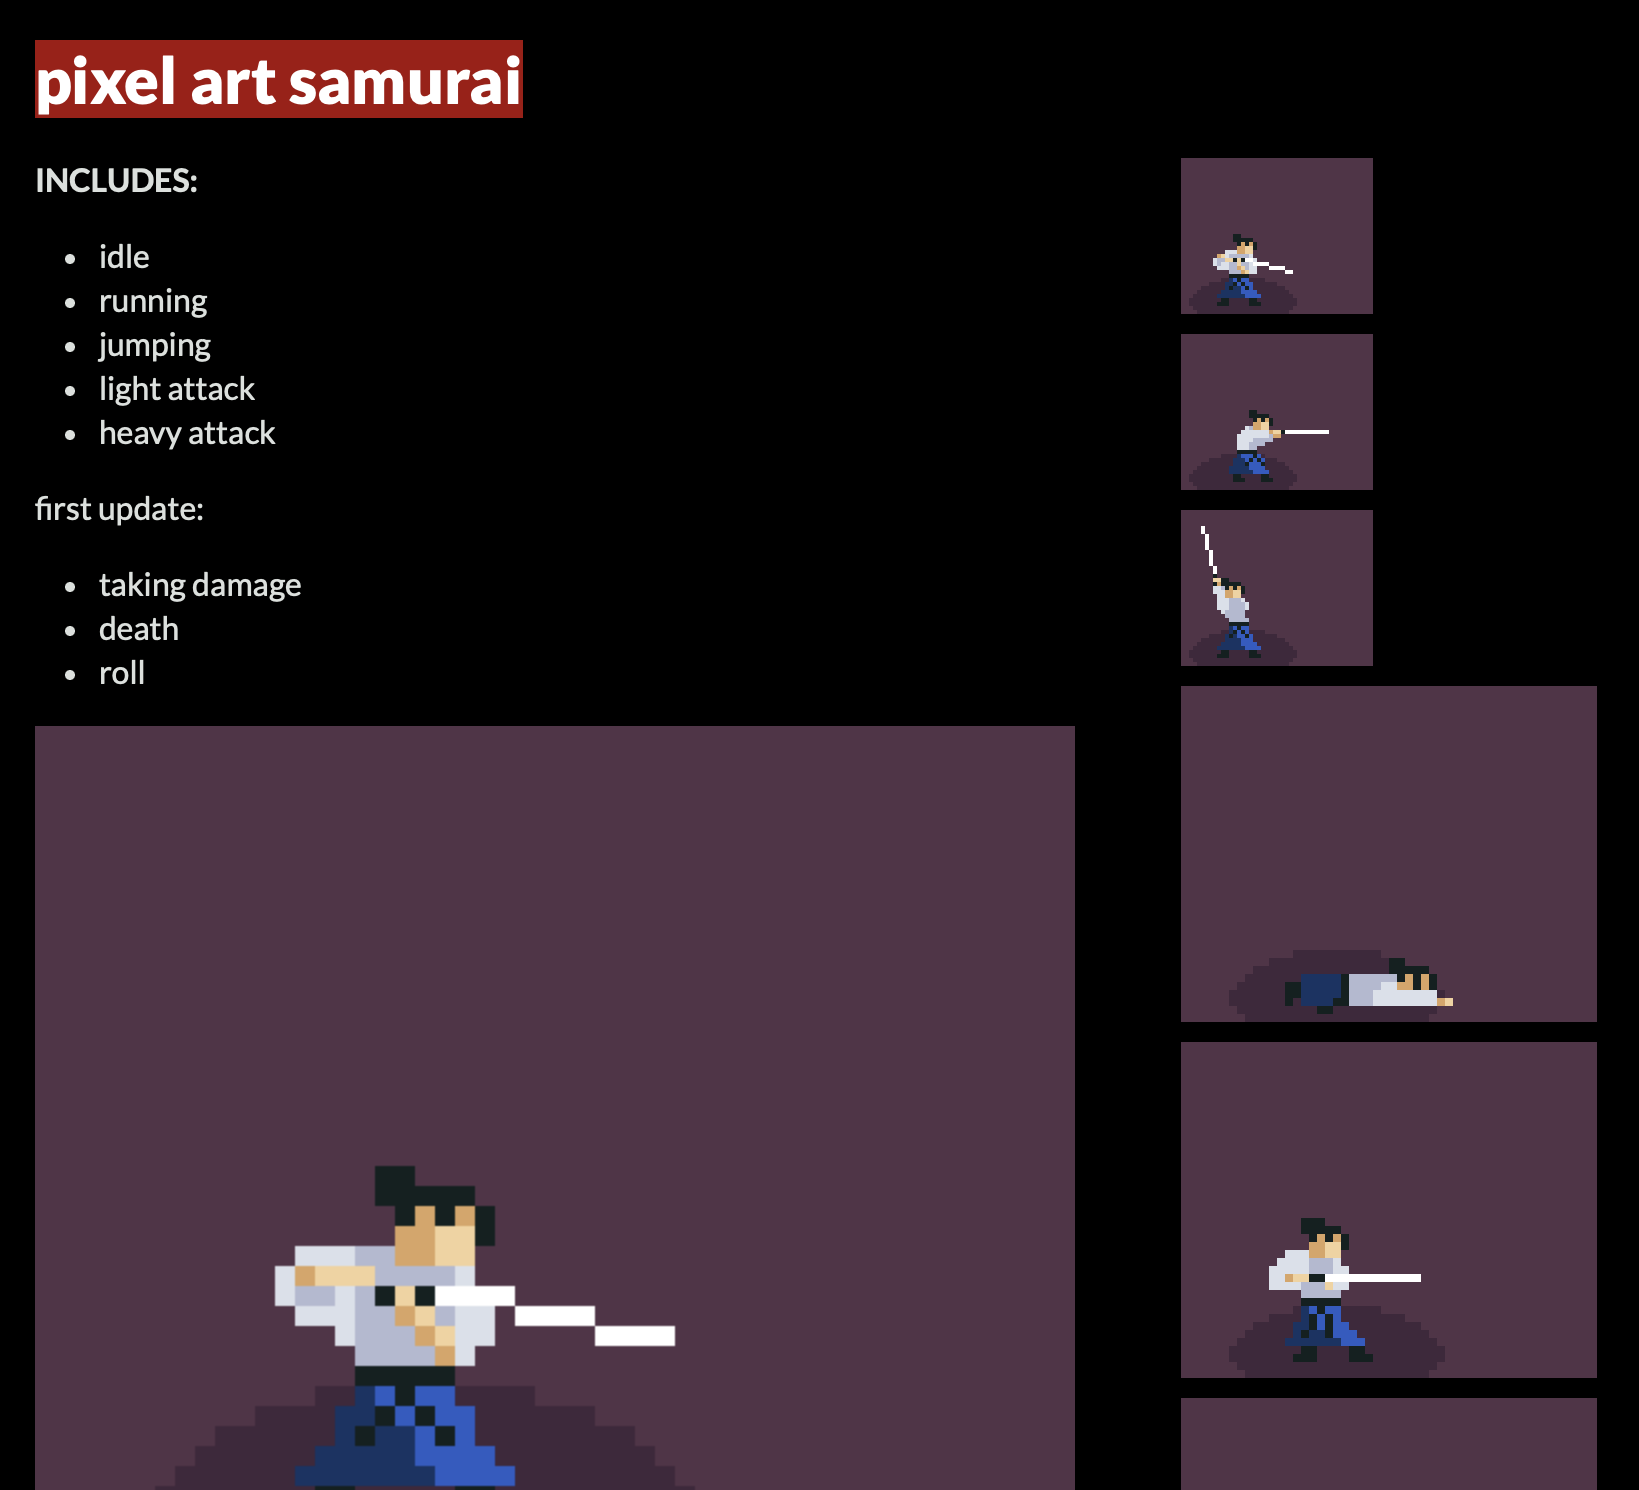 pixel art samurai
INCLUDES:
idle
running
jumping
light attack
heavy attack
first update:
taking damage
death
roll